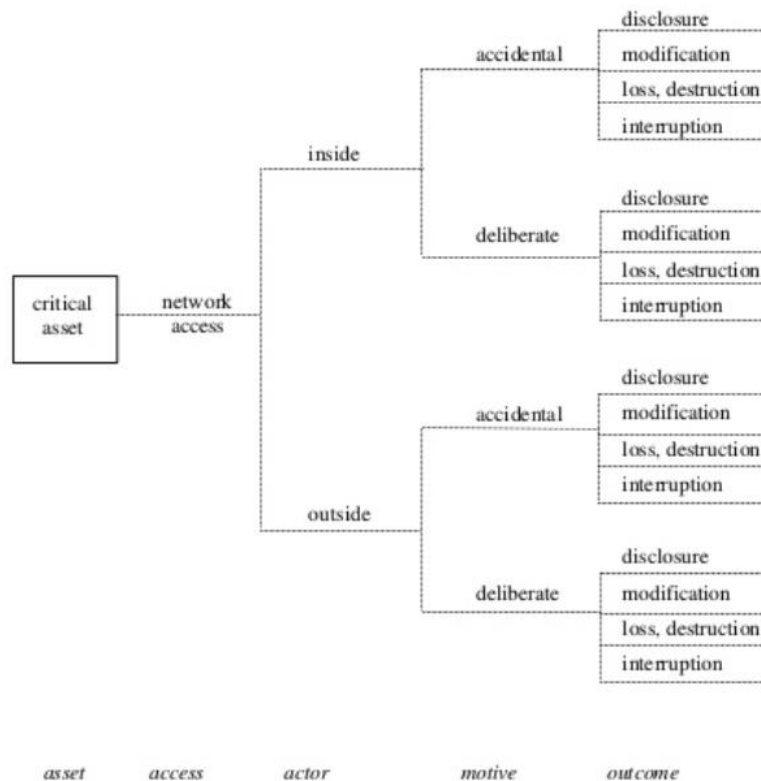 disclosure
accidental
modification
loss, destruction
inside
interruption
disclosure
deliberate
modification
loss, destruction
critical
asset
network
access
interruption
disclosure
accidental
modification
loss, destruction
interruption
outside
disclosure
deliberate
modification
loss, destruction
interruption
asset access actor motive outcome